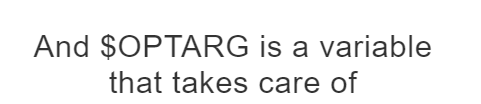 And $OPTARG is a variable
that takes care of